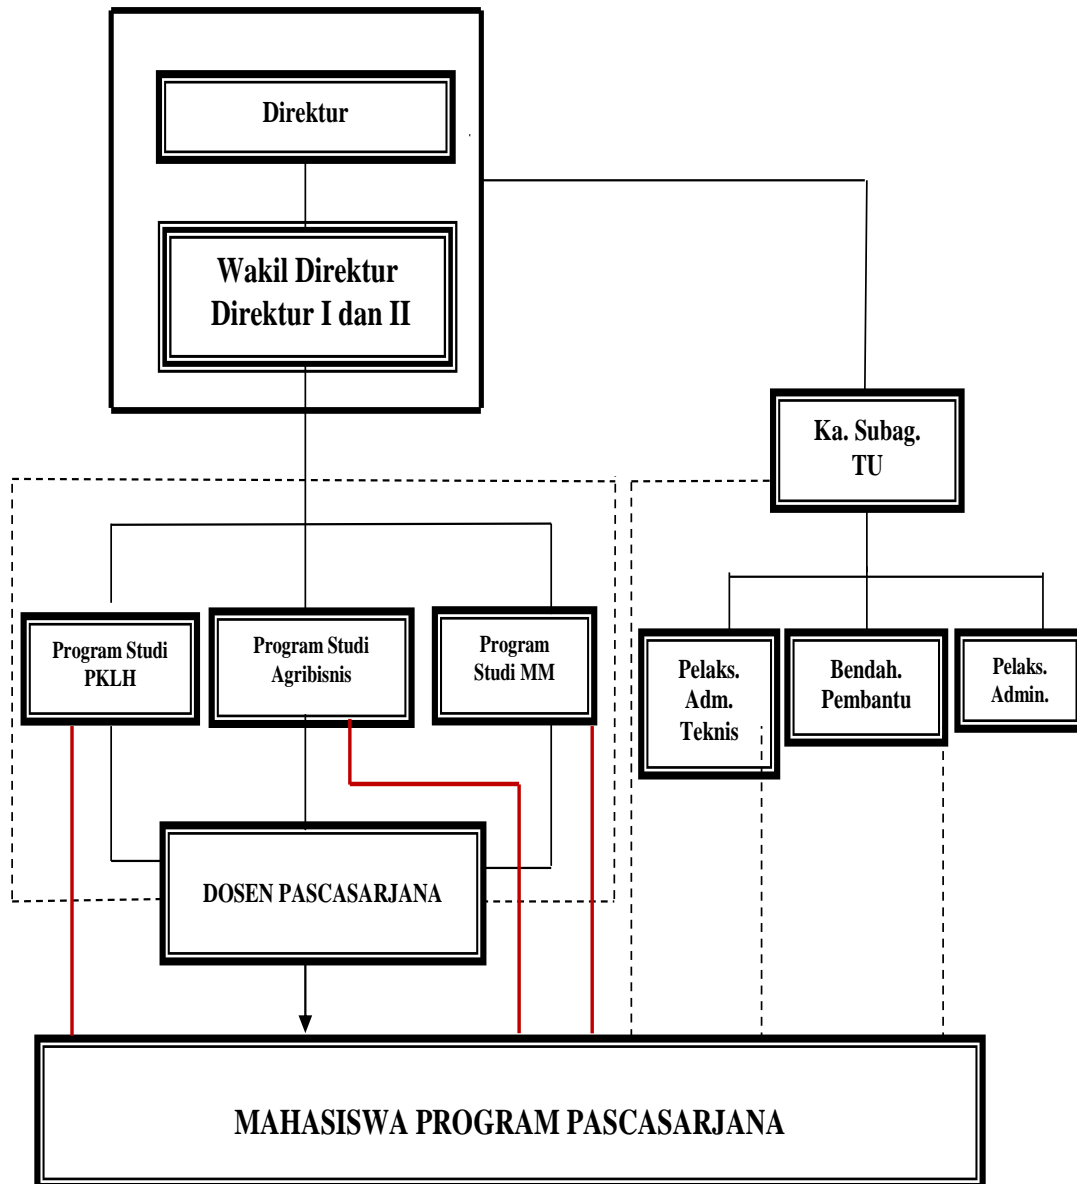 Direktur
Wakil Direktur
Direktur I dan II
Ka. Subag.
TU
Program Studi
PKLH
Program Studi
Agribisnis
Program
Studi MM
Pelaks.
Adm.
Teknis
Bendah.
Pembantu
Pelaks.
Admin.
DOSEN PASCASARJANA
MAHASISWA PROGRAM PASCASARJANA